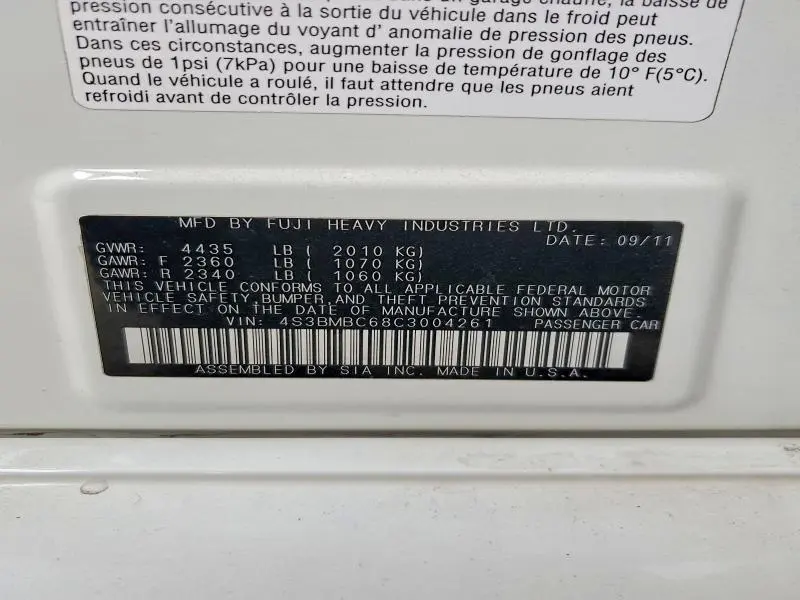 pression consécutive à la sortie du véhicule dans le froid peut
entraîner l'allumage du voyant d' anomalie de pression des pneus.
Dans ces circonstances, augmenter la pression de gonflage des
pneus de 1psi (7kPa) pour une baisse de température de 10° F(5°C).
Quand le véhicule a roulé, il faut attendre que les pneus aient
refroidi avant de contrôler la pression.
MFD BY FUJI HEAVY INDUSTRIES LTD.
DATE: 09/11
GVWR: 4435 LB ( 2010 KG)
GAWR: F 2360 LB ( 1070 KG)
GAWR: R 2340 LB ( 1060 KG)
THIS VEHICLE CONFORMS TO ALL APPLICABLE FEDERAL MOTOR
VEHICLE SAFETY,BUMPER,AND THEFT PREVENTION STANDARDS
IN EFFECT ON THE DATE OF MANUFACTURE SHOWN ABOVE.
VIN: 4S3BMBC68C3004261 PASSENGER CAR
ASSEMBLED BY SIA INC. MADE IN U.S.A.